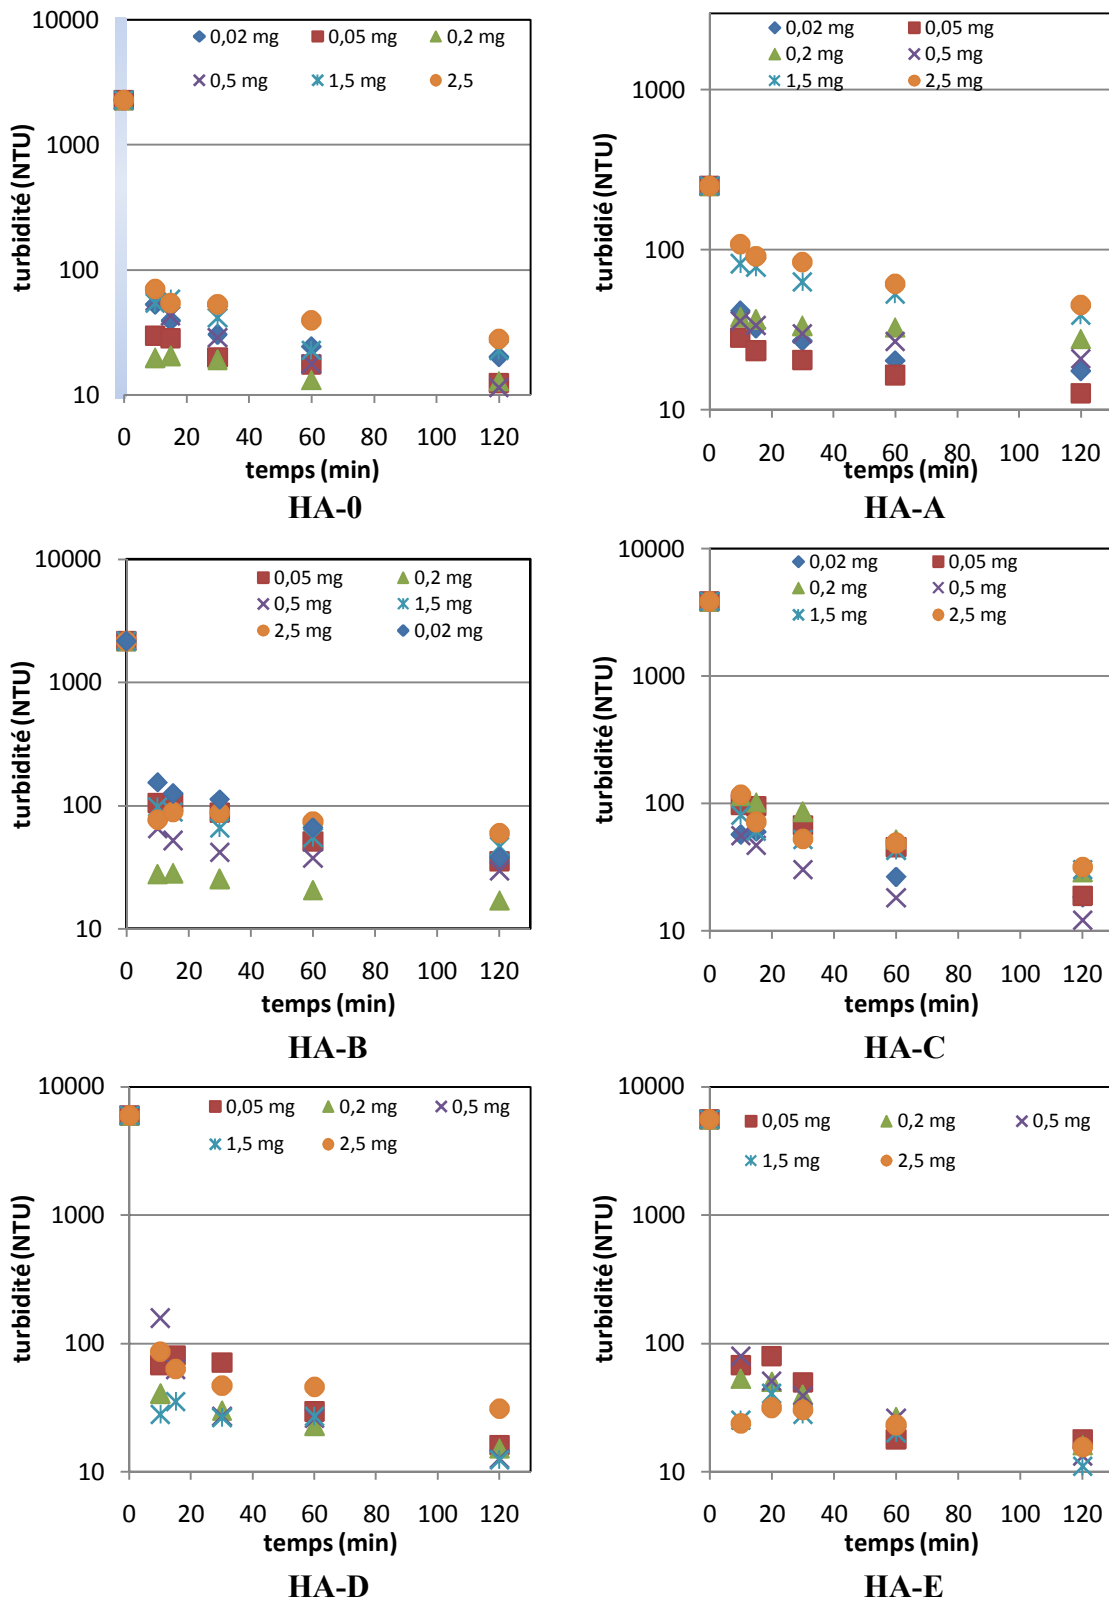 10000
1000
100
10
0 20 40 60 80 100 120
turbidité (NTU)
temps (min)
0,02 mg 0,05 mg 0,2 mg
0,5 mg 1,5 mg 2,5
HA-0
1000
100
10
0 20 40 60 80 100 120
turbidié (NTU)
temps (min)
0,02 mg 0,05 mg
0,2 mg 0,5 mg
1,5 mg 2,5 mg
HA-A
10000
1000
100
10
0 20 40 60 80 100 120
turbidité (NTU)
temps (min)
0,05 mg 0,2 mg
0,5 mg 1,5 mg
2,5 mg 0,02 mg
HA-B
10000
1000
100
10
0 20 40 60 80 100 120
turbidité (NTU)
temps (min)
0,02 mg 0,05 mg
0,2 mg 0,5 mg
1,5 mg 2,5 mg
HA-C
10000
1000
100
10
0 20 40 60 80 100 120
turbidité (NTU)
temps (min)
0,05 mg 0,2 mg 0,5 mg
1,5 mg 2,5 mg
HA-D
10000
1000
100
10
0 20 40 60 80 100 120
turbidité (NTU)
temps (min)
0,05 mg 0,2 mg 0,5 mg
1,5 mg 2,5 mg
HA-E